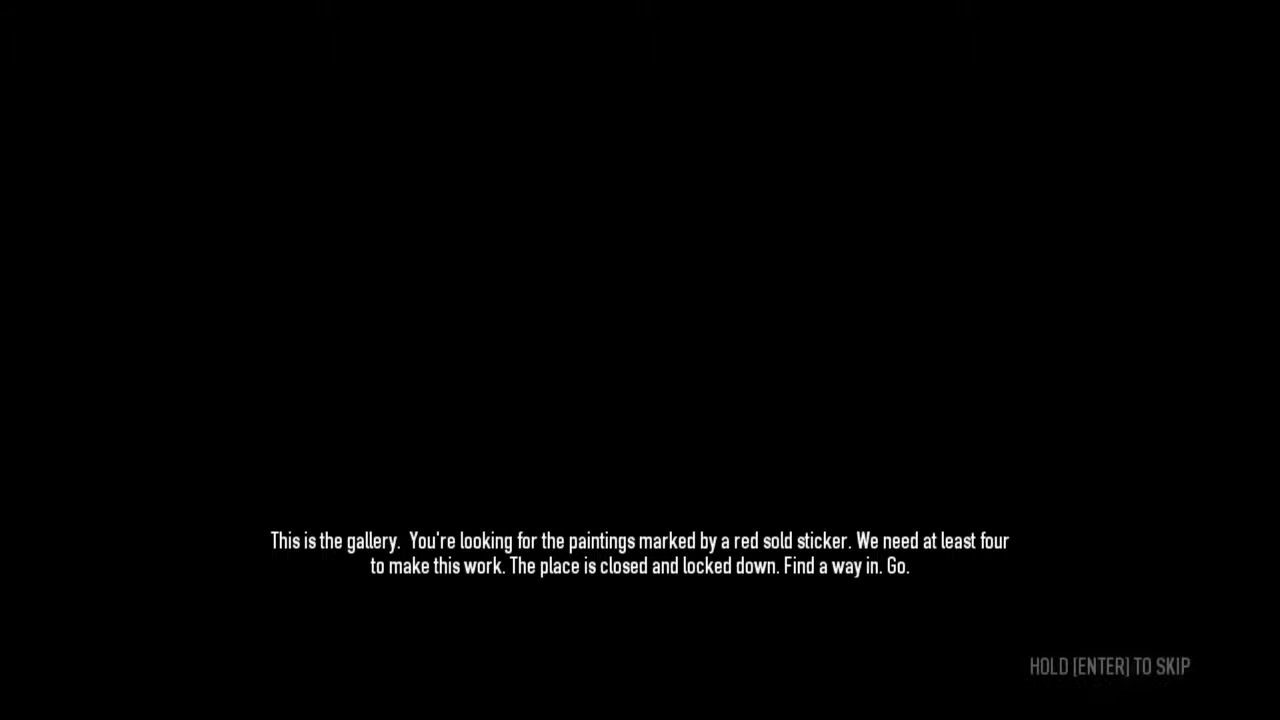 This is the gallery.  You're looking for the paintings marked by a red sold sticker. We need at least four
to make this work. The place is closed and locked down. Find a way in. Go.
HOLD [ENTER] TO SKIP